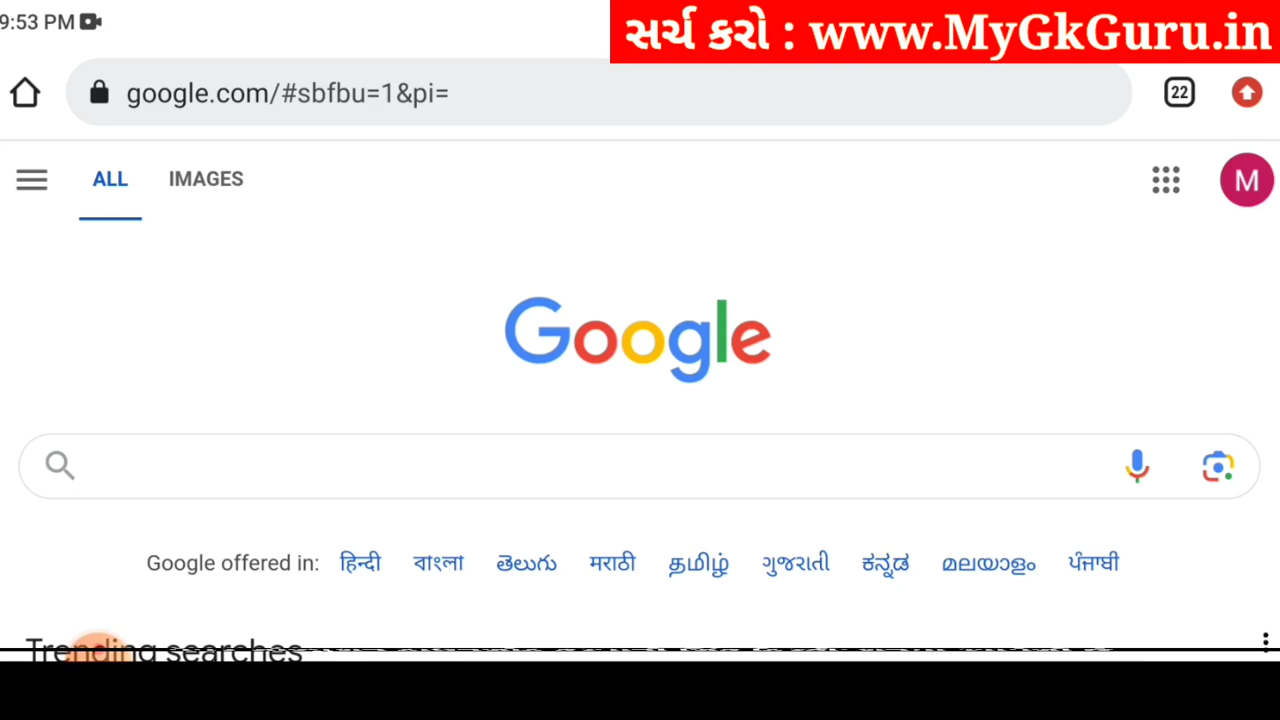 9:53 PM
સર્ચ કરો : www.MyGkGuru.in
google.com/#sbfbu=1&pi=
22
ALL IMAGES
M
Google
Google offered in: हिन्दी বাংলা తెలుగు मराठी தமிழ் ગુજરાતી ಕನ್ನಡ മലയാളം ਪੰਜਾਬੀ
Trending searches